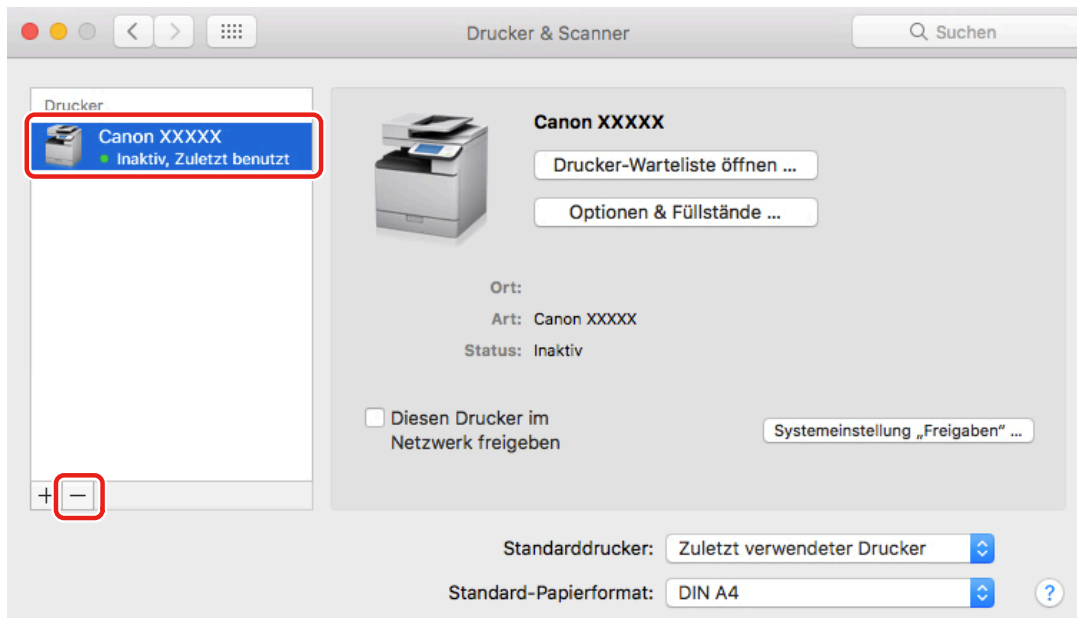 Drucker & Scanner
Suchen
Drucker
Canon XXXXX
Inaktiv, Zuletzt benutzt
Canon XXXXX
Drucker-Warteliste öffnen ...
Optionen & Füllstände ...
Ort:
Art: Canon XXXXX
Status: Inaktiv
Diesen Drucker im
Netzwerk freigeben
Systemeinstellung „Freigaben“ ...
+ −
Standarddrucker: Zuletzt verwendeter Drucker
Standard-Papierformat: DIN A4
?